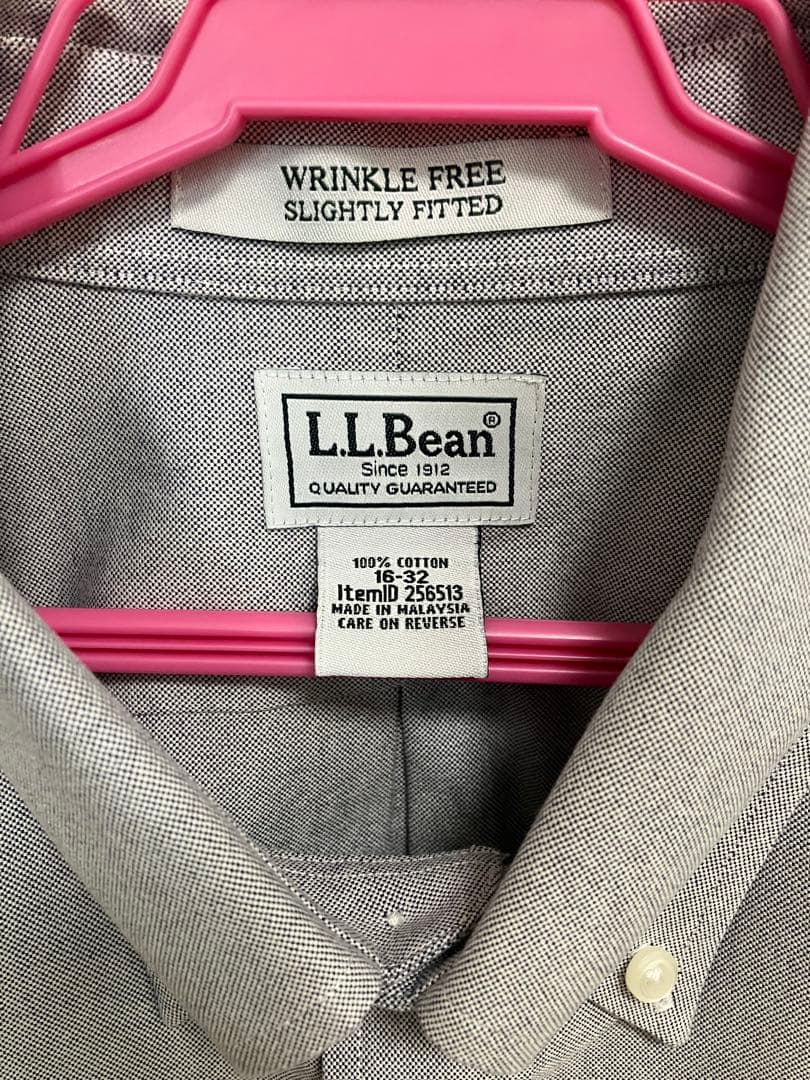 WRINKLE FREE
SLIGHTLY FITTED
L.L.Bean®
Since 1912
QUALITY GUARANTEED
100% COTTON
16-32
ItemID 256513
MADE IN MALAYSIA
CARE ON REVERSE